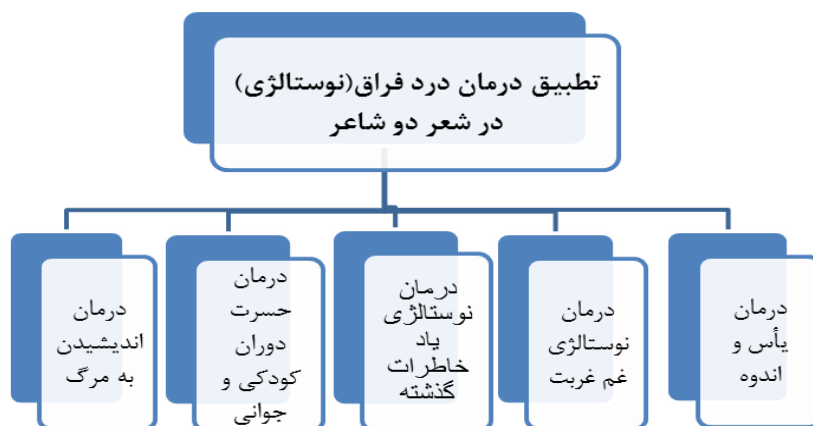 تطبیق درمان درد فراق(نوستالژی)
در شعر دو شاعر
درمان
یأس و
اندوه
درمان
نوستالژی
غم غربت
درمان
نوستالژی
یاد
خاطرات
گذشته
درمان
حسرت
دوران
کودکی و
جوانی
درمان
اندیشیدن
به مرگ